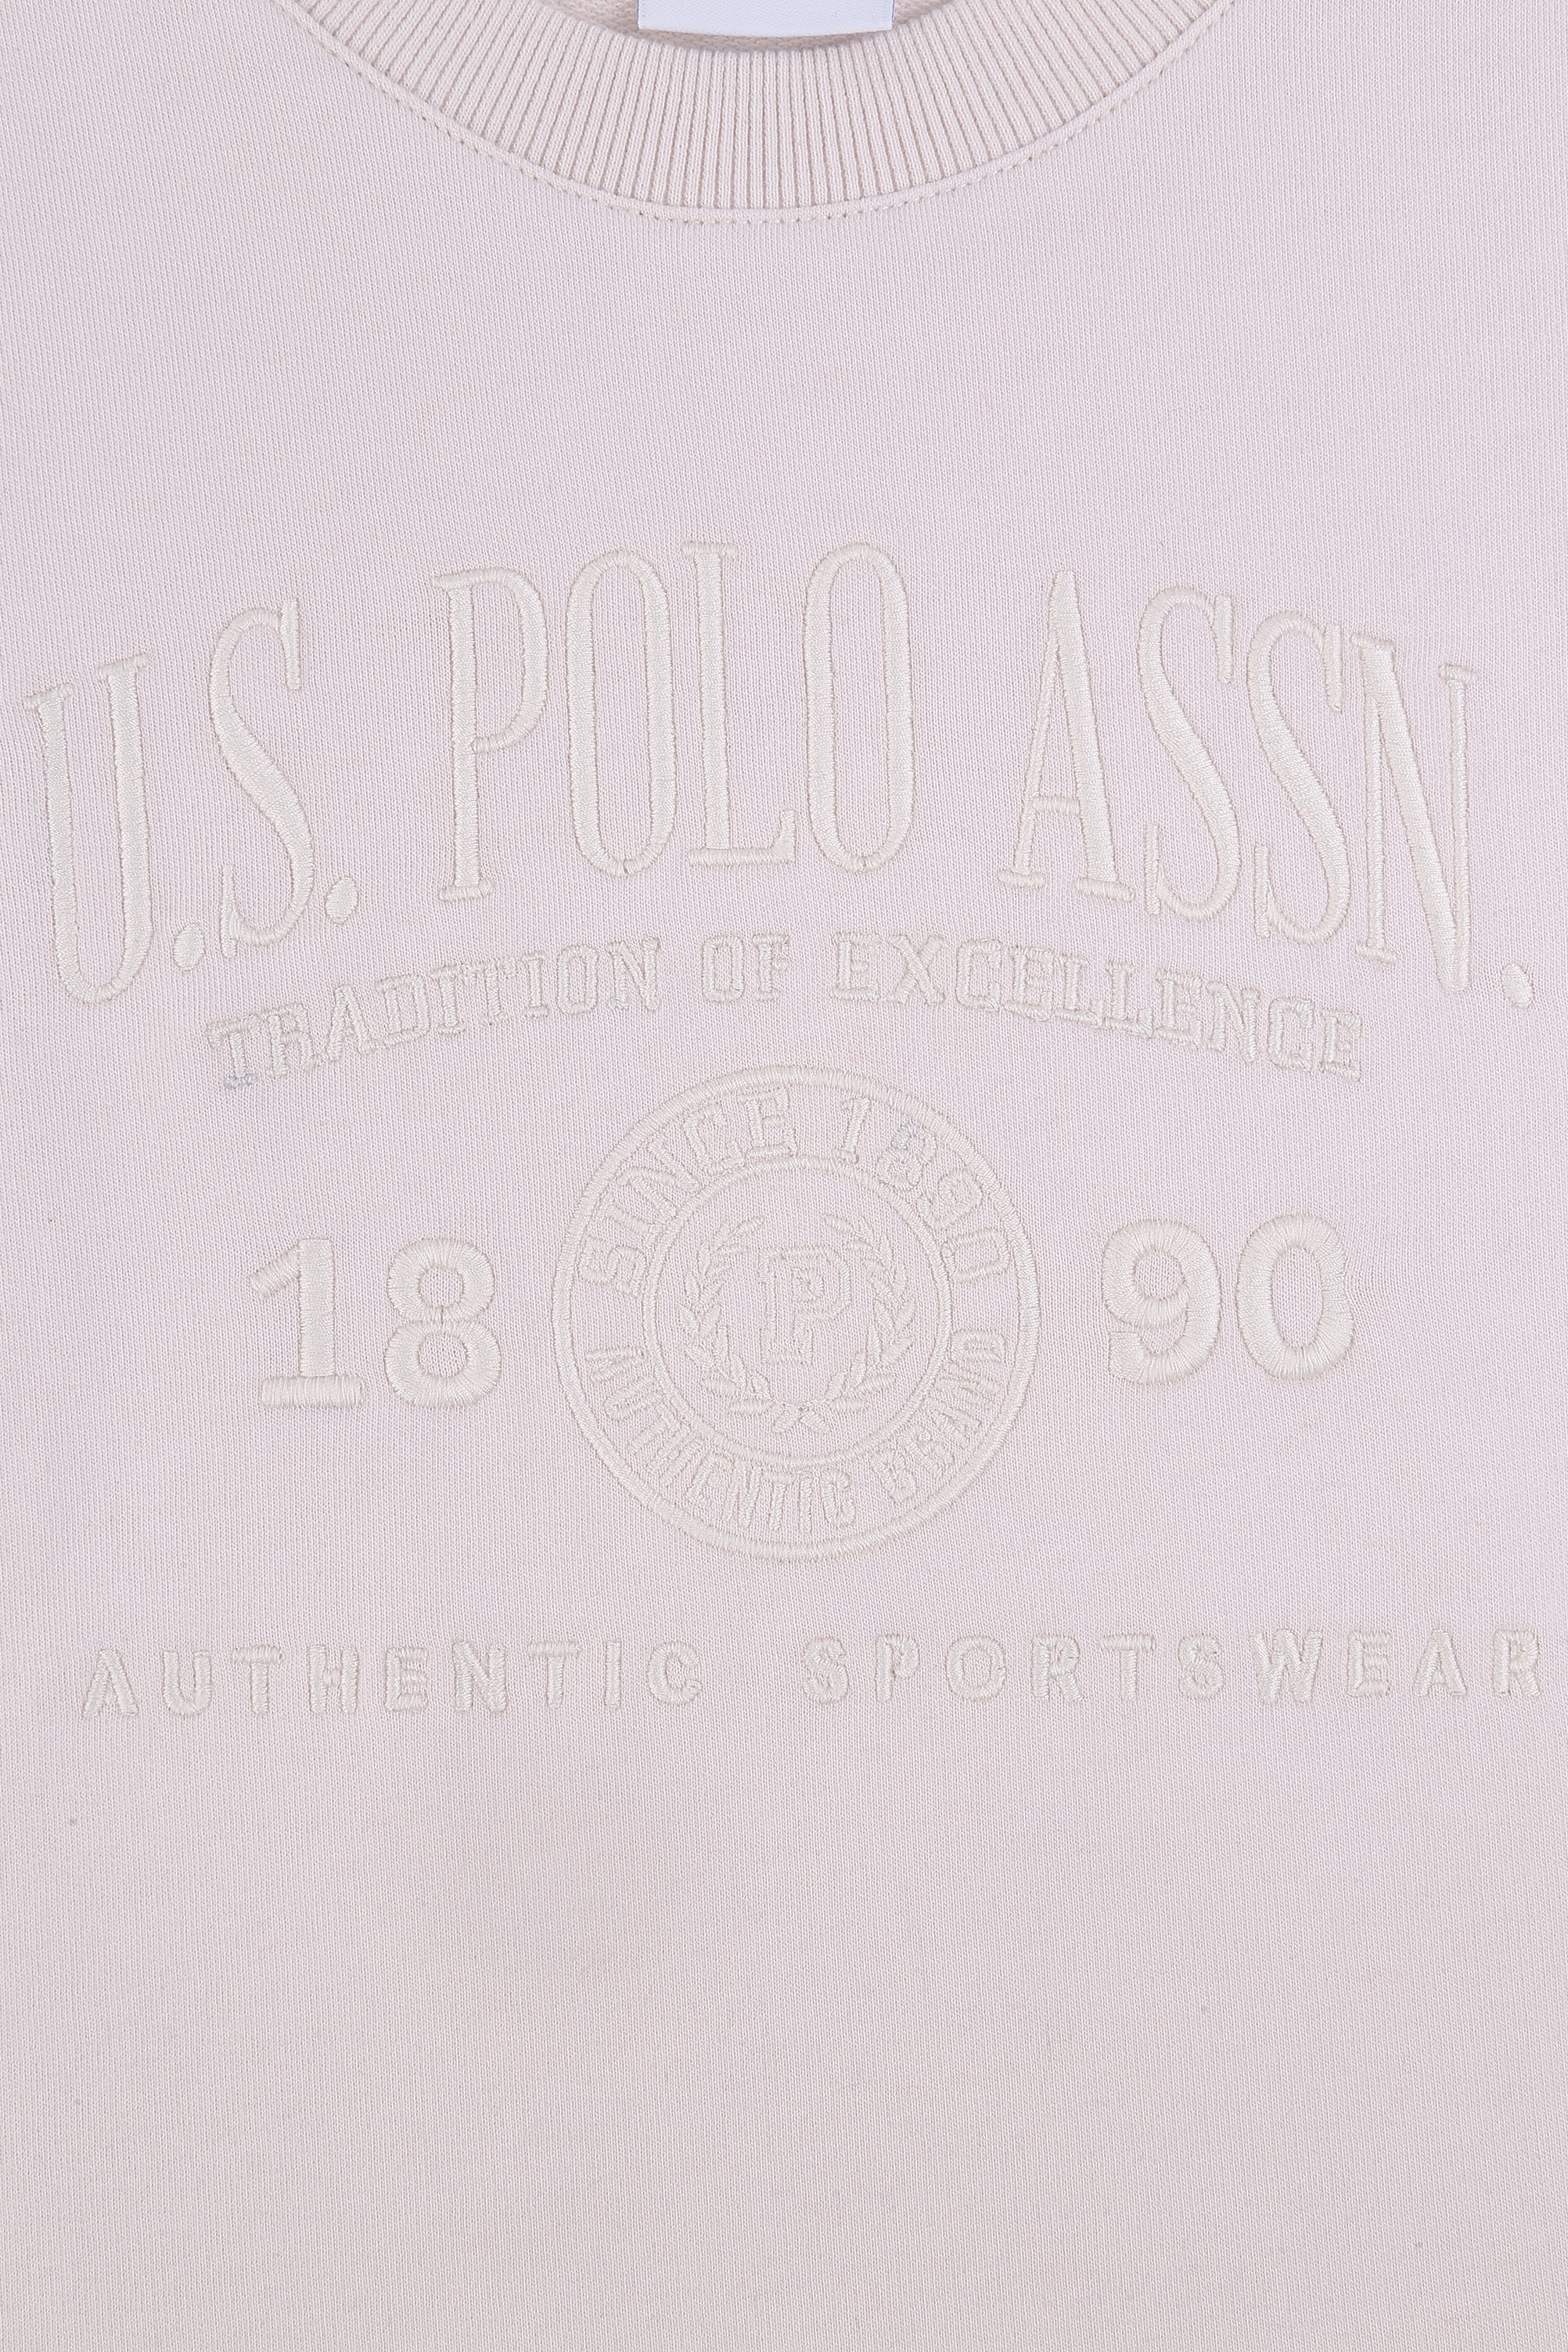 U.S. POLO ASSN.
TRADITION OF EXCELLENCE
SINCE 1890
18 90
P
AUTHENTIC BRAND
AUTHENTIC SPORTSWEAR